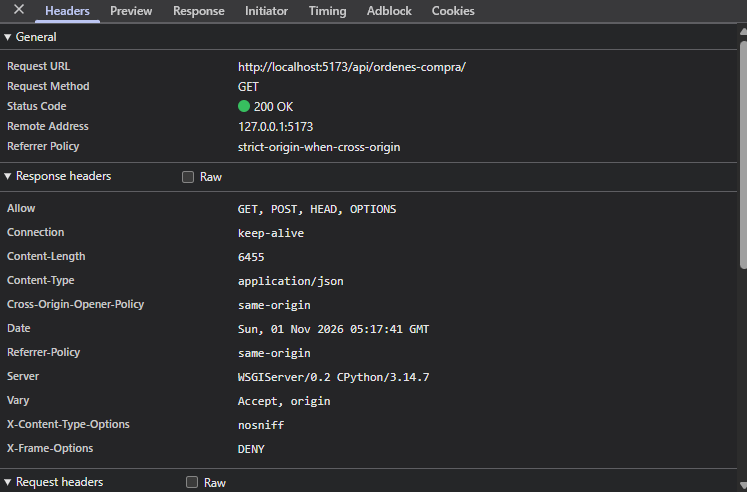 Headers Preview Response Initiator Timing Adblock Cookies
General
Request URL http://localhost:5173/api/ordenes-compra/
Request Method GET
Status Code 200 OK
Remote Address 127.0.0.1:5173
Referrer Policy strict-origin-when-cross-origin
Response headers Raw
Allow GET, POST, HEAD, OPTIONS
Connection keep-alive
Content-Length 6455
Content-Type application/json
Cross-Origin-Opener-Policy same-origin
Date Sun, 01 Nov 2026 05:17:41 GMT
Referrer-Policy same-origin
Server WSGIServer/0.2 CPython/3.14.7
Vary Accept, origin
X-Content-Type-Options nosniff
X-Frame-Options DENY
Request headers Raw